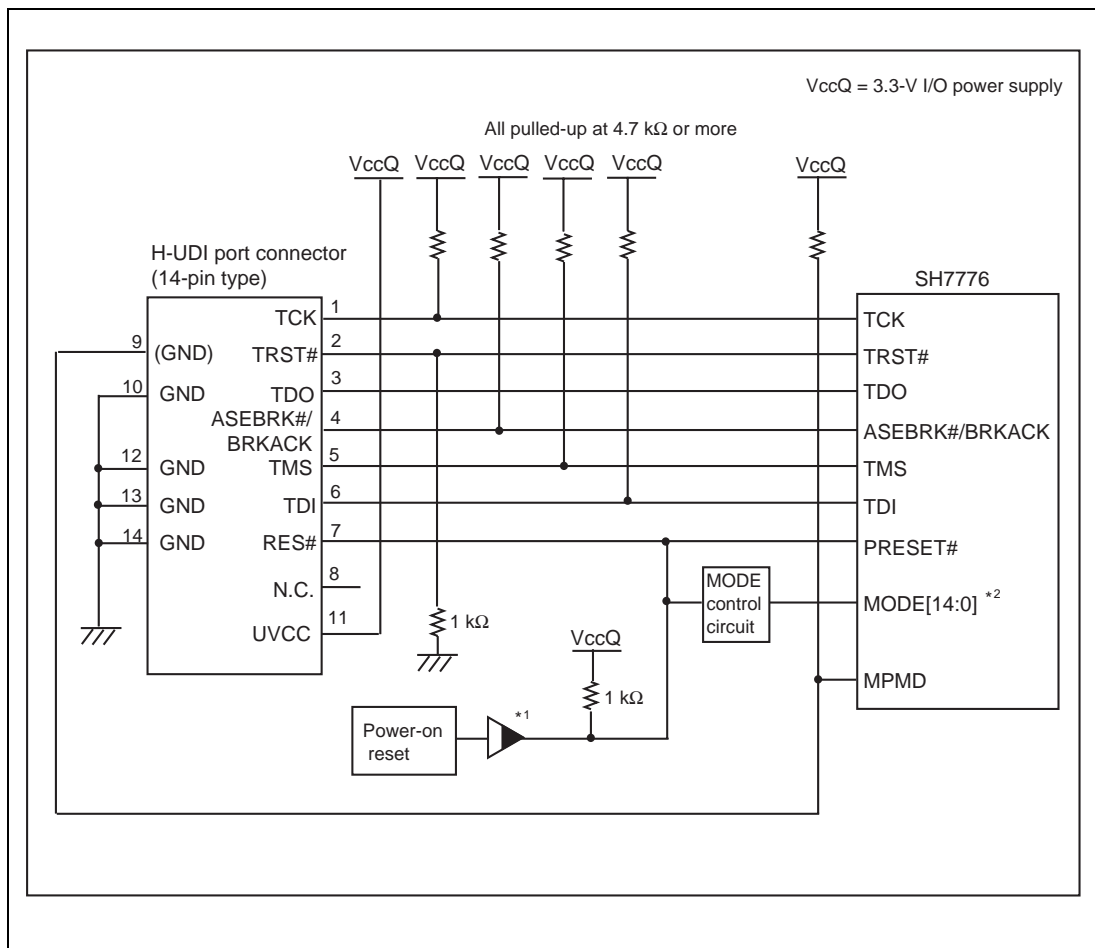 VccQ = 3.3-V I/O power supply
All pulled-up at 4.7 kΩ or more
VccQ VccQ VccQ VccQ VccQ VccQ
H-UDI port connector
(14-pin type)
SH7776
TCK 1 TCK
9 (GND) TRST# 2 TRST#
10 GND TDO 3 TDO
ASEBRK#/ 4 ASEBRK#/BRKACK
BRKACK
12 GND TMS 5 TMS
13 GND TDI 6 TDI
14 GND RES# 7 PRESET#
N.C. 8
MODE
control
circuit
MODE[14:0] *2
UVCC 11
1 kΩ
VccQ
MPMD
1 kΩ
Power-on
reset
*1